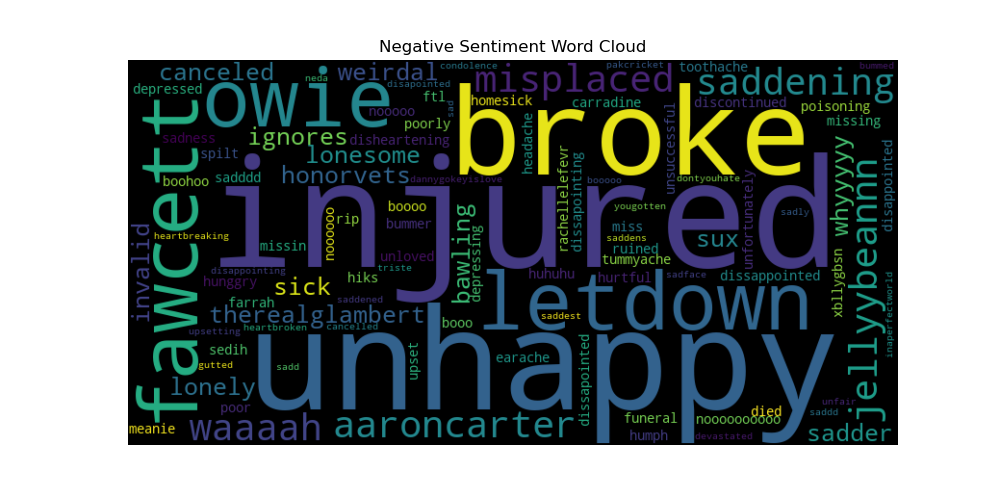 Negative Sentiment Word Cloud
canceled
neda
weirdal
condolence
pakcricket
toothache
bummed
depressed
owie
disapointed
misplaced
saddening
ftl
sad
homesick
carradine
discontinued
poisoning
nooooo
broke
missing
fawcett
sadness
ignores
disheartening
poorly
headache
unsuccessful
whyyyyyy
spilt
lonesome
rachellelefevr
dissapointing
disappointed
boohoo
sadddd
honorvets
dannygokeyislove
booooo
dontyouhate
unfortunately
jellyybeannn
injured
noooooo
rip
boooo
bawling
yougotten
sadly
bummer
miss
heartbreaking
invalid
missin
unloved
depressing
saddens
ruined
sux
tummyache
disappointing
triste
hunggry
hiks
huhuhu
hurtful
dissappointed
sadface
xbllygbsn
inaperfectworld
sick
letdown
farrah
saddened
therealglambert
booo
saddest
upsetting
heartbroken
cancelled
unhappy
sedih
upset
earache
dissapointed
gutted
sadd
lonely
poor
died
unfair
saddd
meanie
waaaah
aaroncarter
funeral
noooooooooo
humph
devastated
sadder